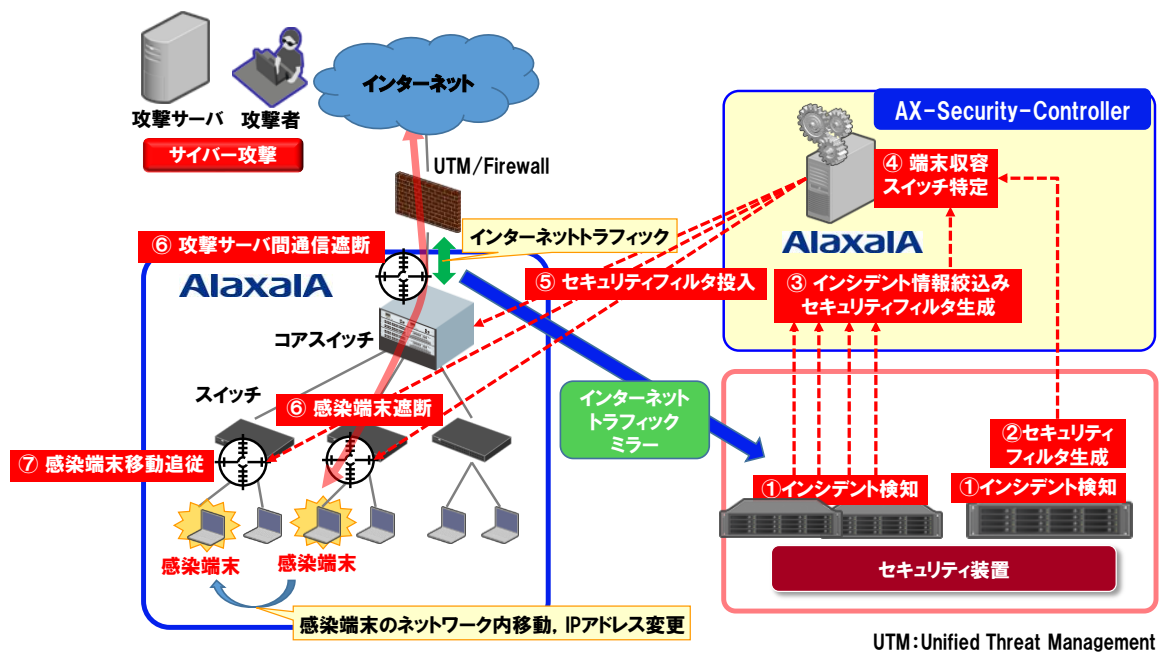 攻撃サーバ
攻撃者
サイバー攻撃
インターネット
UTM/Firewall
AX-Security-Controller
④ 端末収容
スイッチ特定
AlaxalA
③ インシデント情報絞込み
セキュリティフィルタ生成
⑥ 攻撃サーバ間通信遮断
インターネットトラフィック
AlaxalA
⑤ セキュリティフィルタ投入
コアスイッチ
スイッチ
⑥ 感染端末遮断
インターネット
トラフィック
ミラー
⑦ 感染端末移動追従
②セキュリティ
フィルタ生成
①インシデント検知
①インシデント検知
感染端末
感染端末
セキュリティ装置
感染端末のネットワーク内移動, IPアドレス変更
UTM:Unified Threat Management